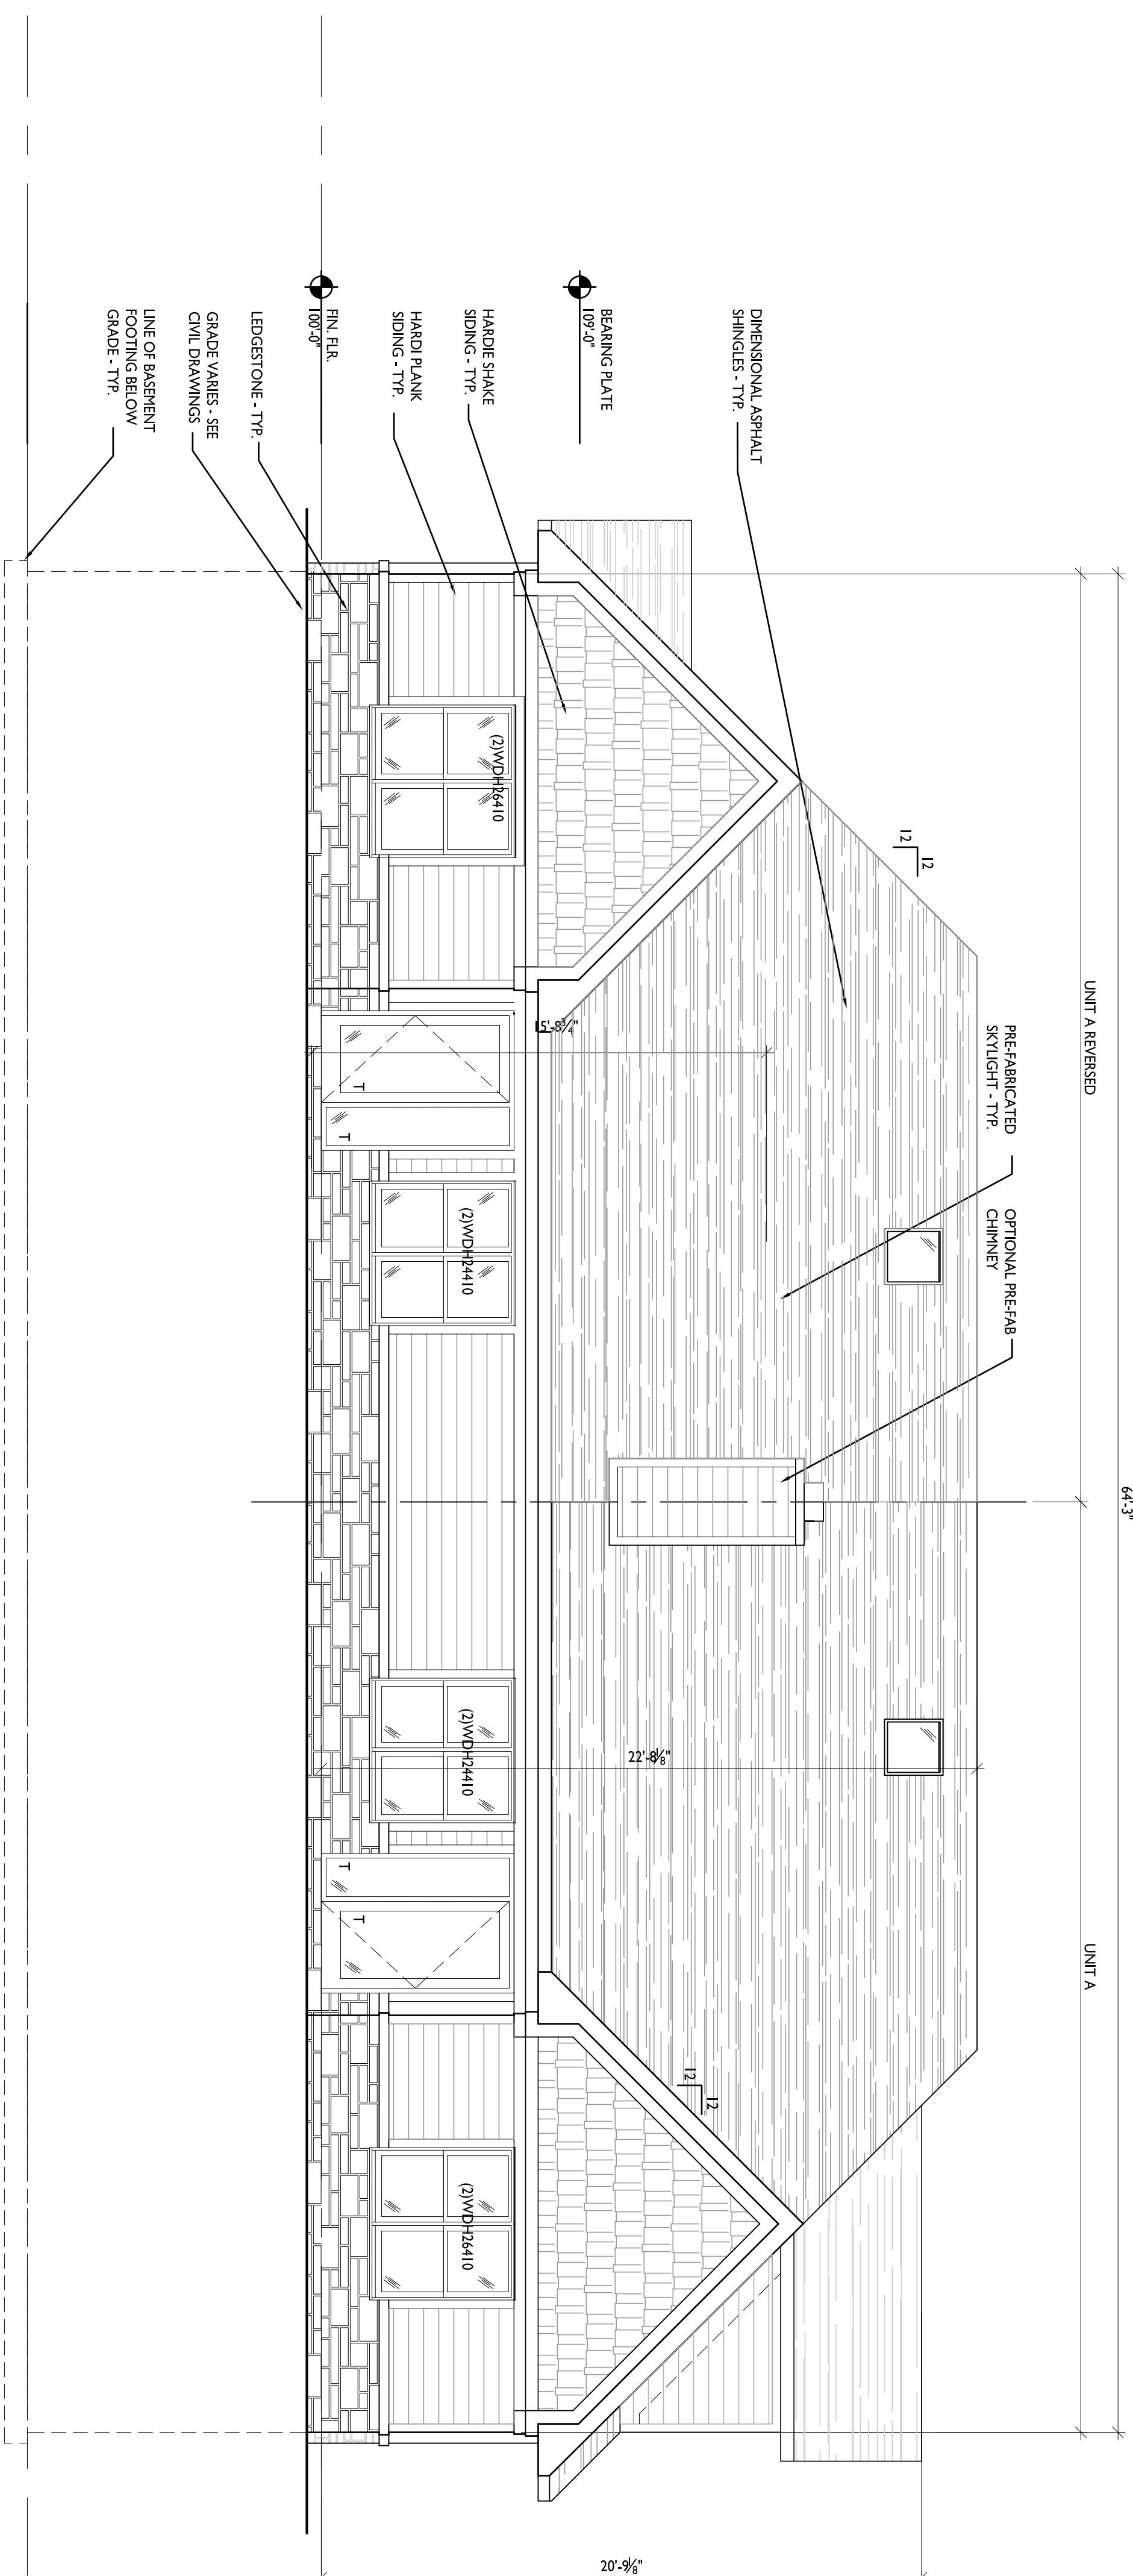 64'-3"
UNIT A REVERSED
UNIT A
PRE-FABRICATED
SKYLIGHT - TYP.
OPTIONAL PRE-FAB
CHIMNEY
12
12
DIMENSIONAL ASPHALT
SHINGLES - TYP.
12
12
BEARING PLATE
109'-0"
15'-8¾"
22'-8⅛"
20'-9⅛"
HARDIE SHAKE
SIDING - TYP.
HARDI PLANK
SIDING - TYP.
(2)WDH26410
(2)WDH24410
(2)WDH24410
(2)WDH26410
T
T
T
T
FIN. FLR.
100'-0"
LEDGESTONE - TYP.
GRADE VARIES - SEE
CIVIL DRAWINGS
LINE OF BASEMENT
FOOTING BELOW
GRADE - TYP.